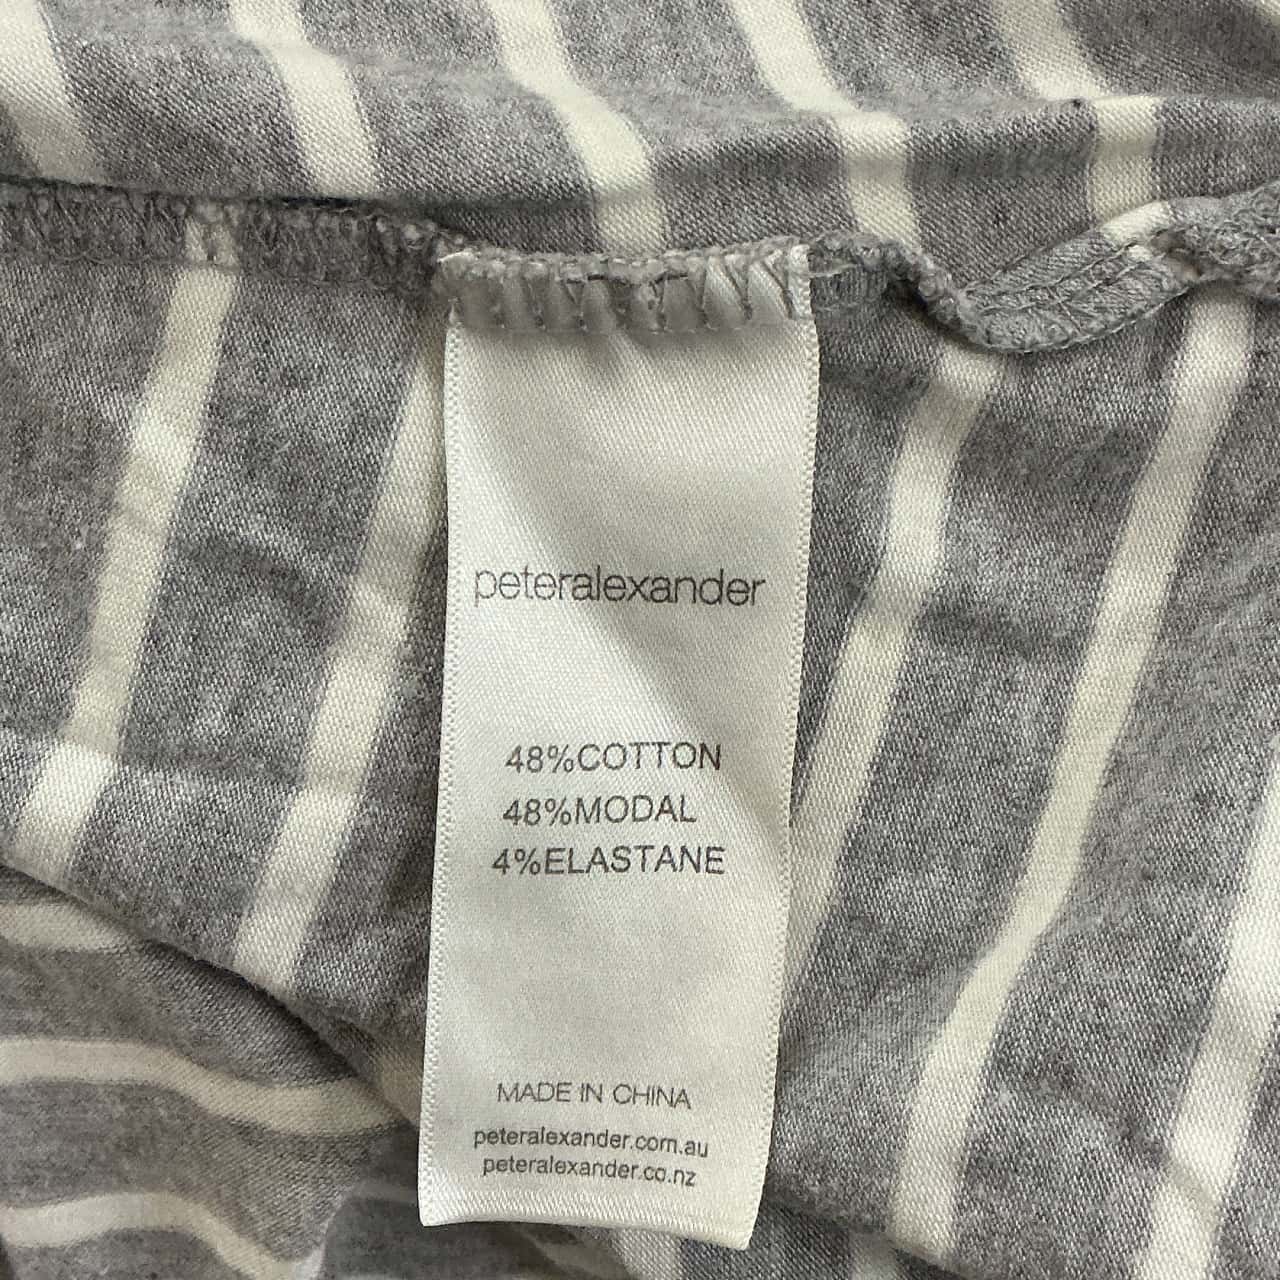 peteralexander
48%COTTON
48%MODAL
4%ELASTANE
MADE IN CHINA
peteralexander.com.au
peteralexander.co.nz